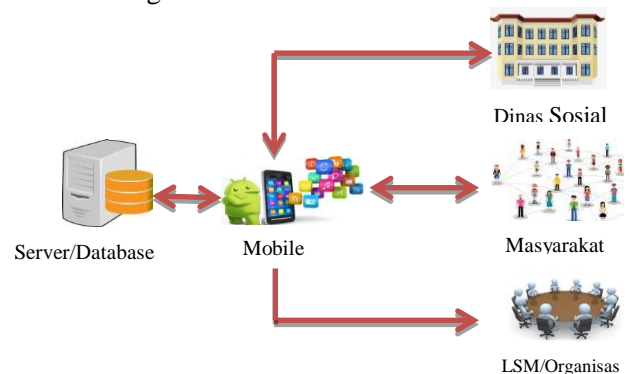 Dinas Sosial
Server/Database
Mobile
Masyarakat
LSM/Organisas